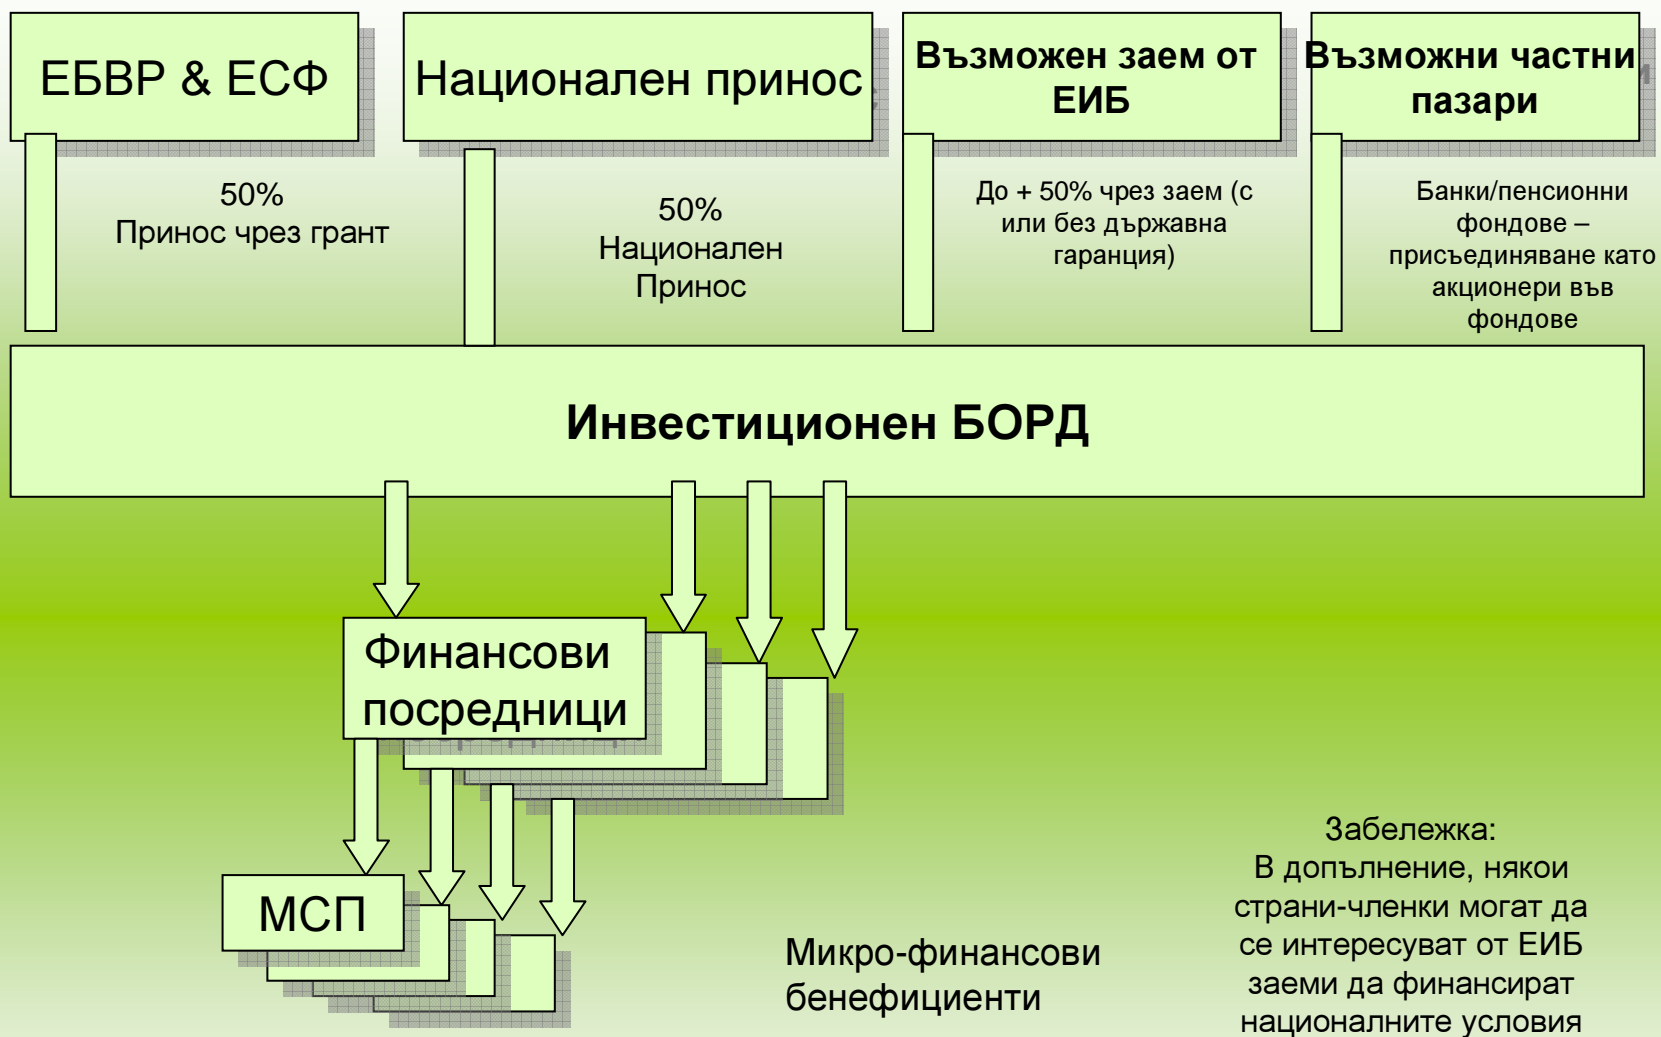 ЕБВР & ЕСФ
Национален принос
Възможен заем от
ЕИБ
Възможни частни
пазари
50%
Принос чрез грант
50%
Национален
Принос
До + 50% чрез заем (с
или без държавна
гаранция)
Банки/пенсионни
фондове –
присъединяване като
акционери във
фондове
Инвестиционен БОРД
Финансови
посредници
МСП
Микро-финансови
бенефициенти
Забележка:
В допълнение, някои
страни-членки могат да
се интересуват от ЕИБ
заеми да финансират
националните условия